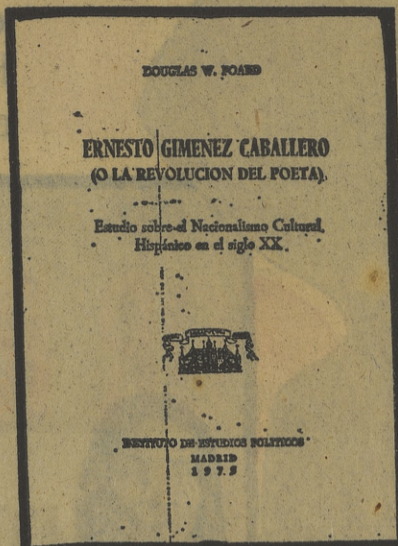 DOUGLAS W. FOARD
ERNESTO GIMENEZ CABALLERO
(O LA REVOLUCION DEL POETA)
Estudio sobre el Nacionalismo Cultural
Hispánico en el siglo XX
INSTITUTO DE ESTUDIOS POLITICOS
MADRID
1975